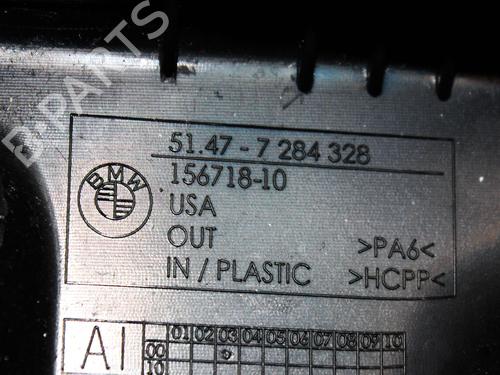 B-PARTS
51.47 - 7 284 328
156718-10
BMW
USA
OUT >PA6<
IN / PLASTIC >HCPP<
AI
01 02 03 04 05 06 07 08 09 10
00
10